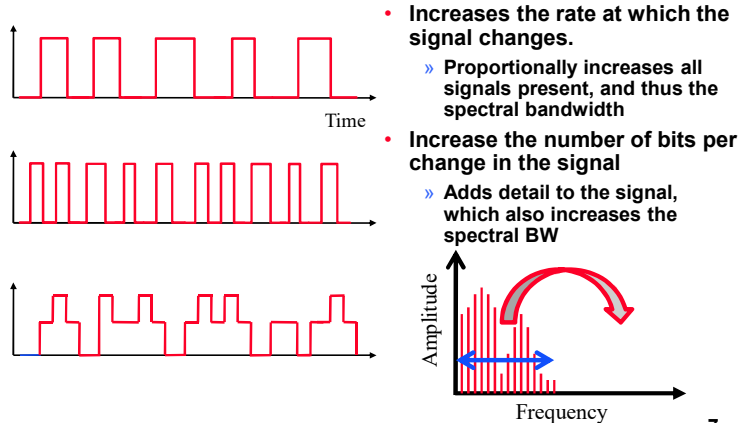 • Increases the rate at which the
signal changes.
» Proportionally increases all
signals present, and thus the
spectral bandwidth
Time
• Increase the number of bits per
change in the signal
» Adds detail to the signal,
which also increases the
spectral BW
Amplitude
Frequency